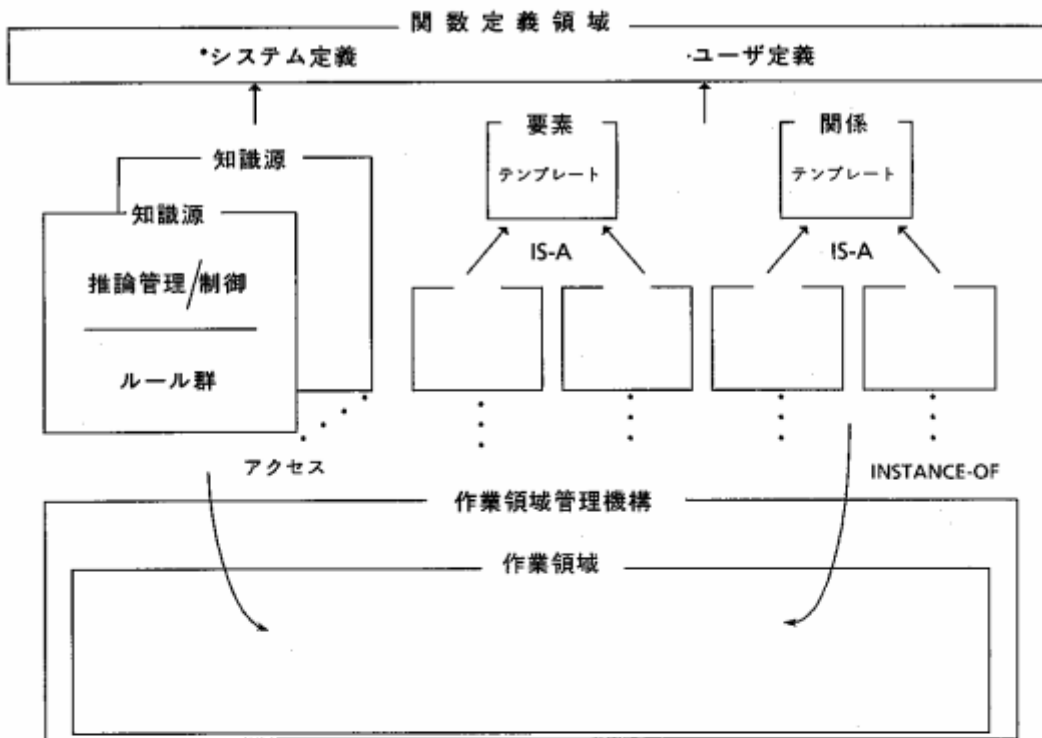 関数定義領域
•システム定義
・ユーザ定義
知識源
知識源
推論管理/制御
ルール群
要素
テンプレート
IS-A
関係
テンプレート
IS-A
アクセス
INSTANCE-OF
作業領域管理機構
作業領域